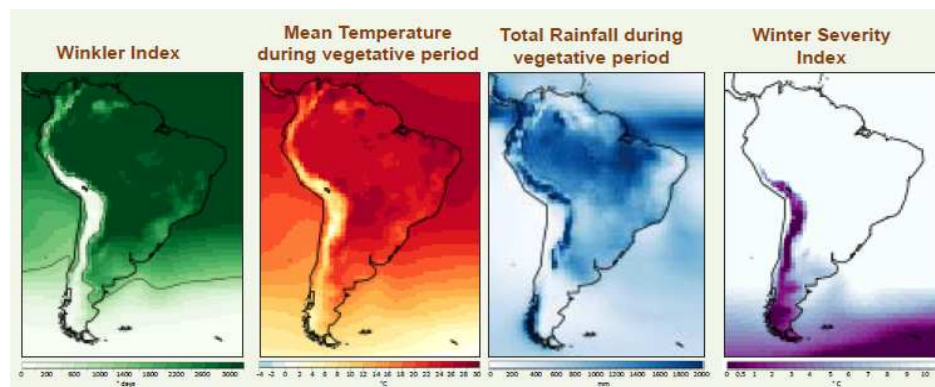 Winkler Index
Mean Temperature
during vegetative period
Total Rainfall during
vegetative period
Winter Severity
Index
0 600 1000 1400 1800 2200 2600 3000
° days
-4 -2 0 2 4 6 8 10 12 14 16 18 20 22 24 26 28 30
°C
0 200 400 600 800 1000 1200 1400 1600 1800 2000
mm
0 0.5 1 2 3 4 5 6 7 8 9 10
°C